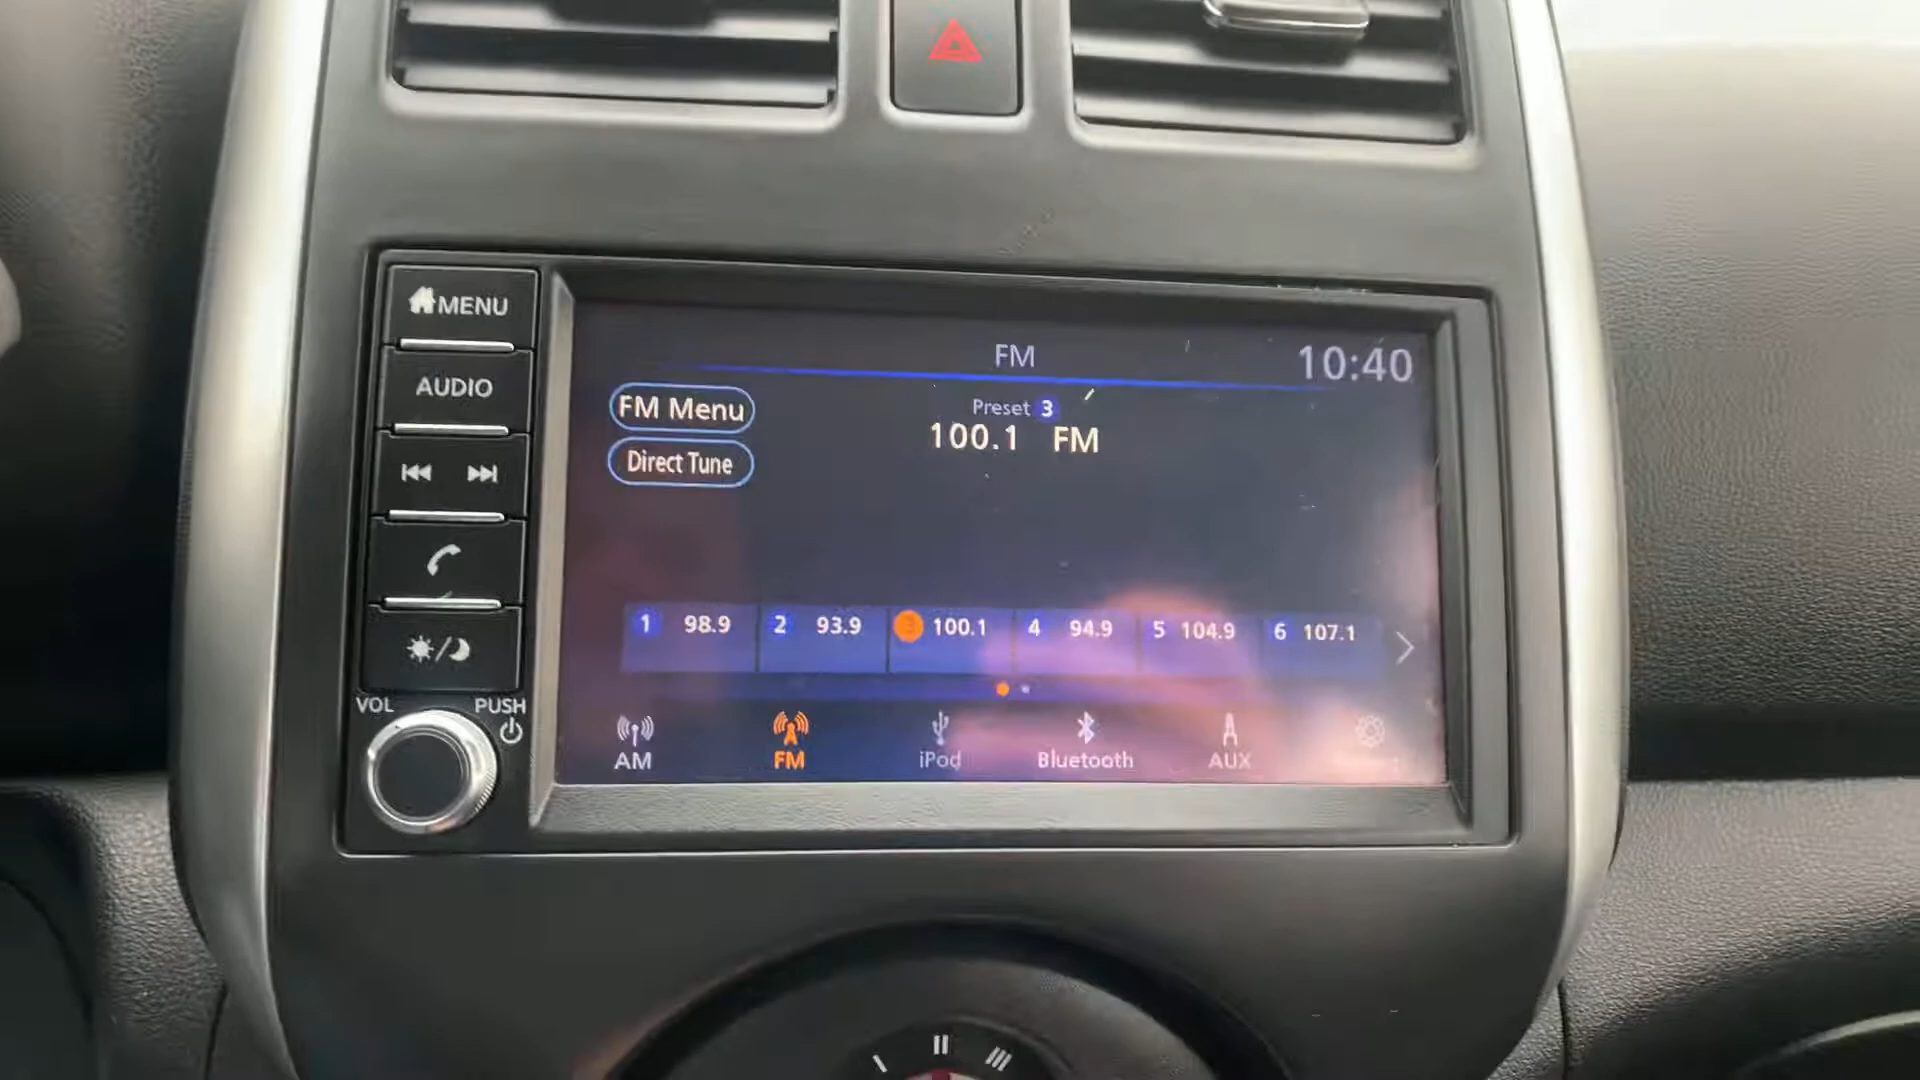 MENU
AUDIO
VOL
PUSH
FM
10:40
FM Menu
Direct Tune
Preset 3
100.1 FM
1 98.9
2 93.9
3 100.1
4 94.9
5 104.9
6 107.1
AM
FM
iPod
Bluetooth
AUX